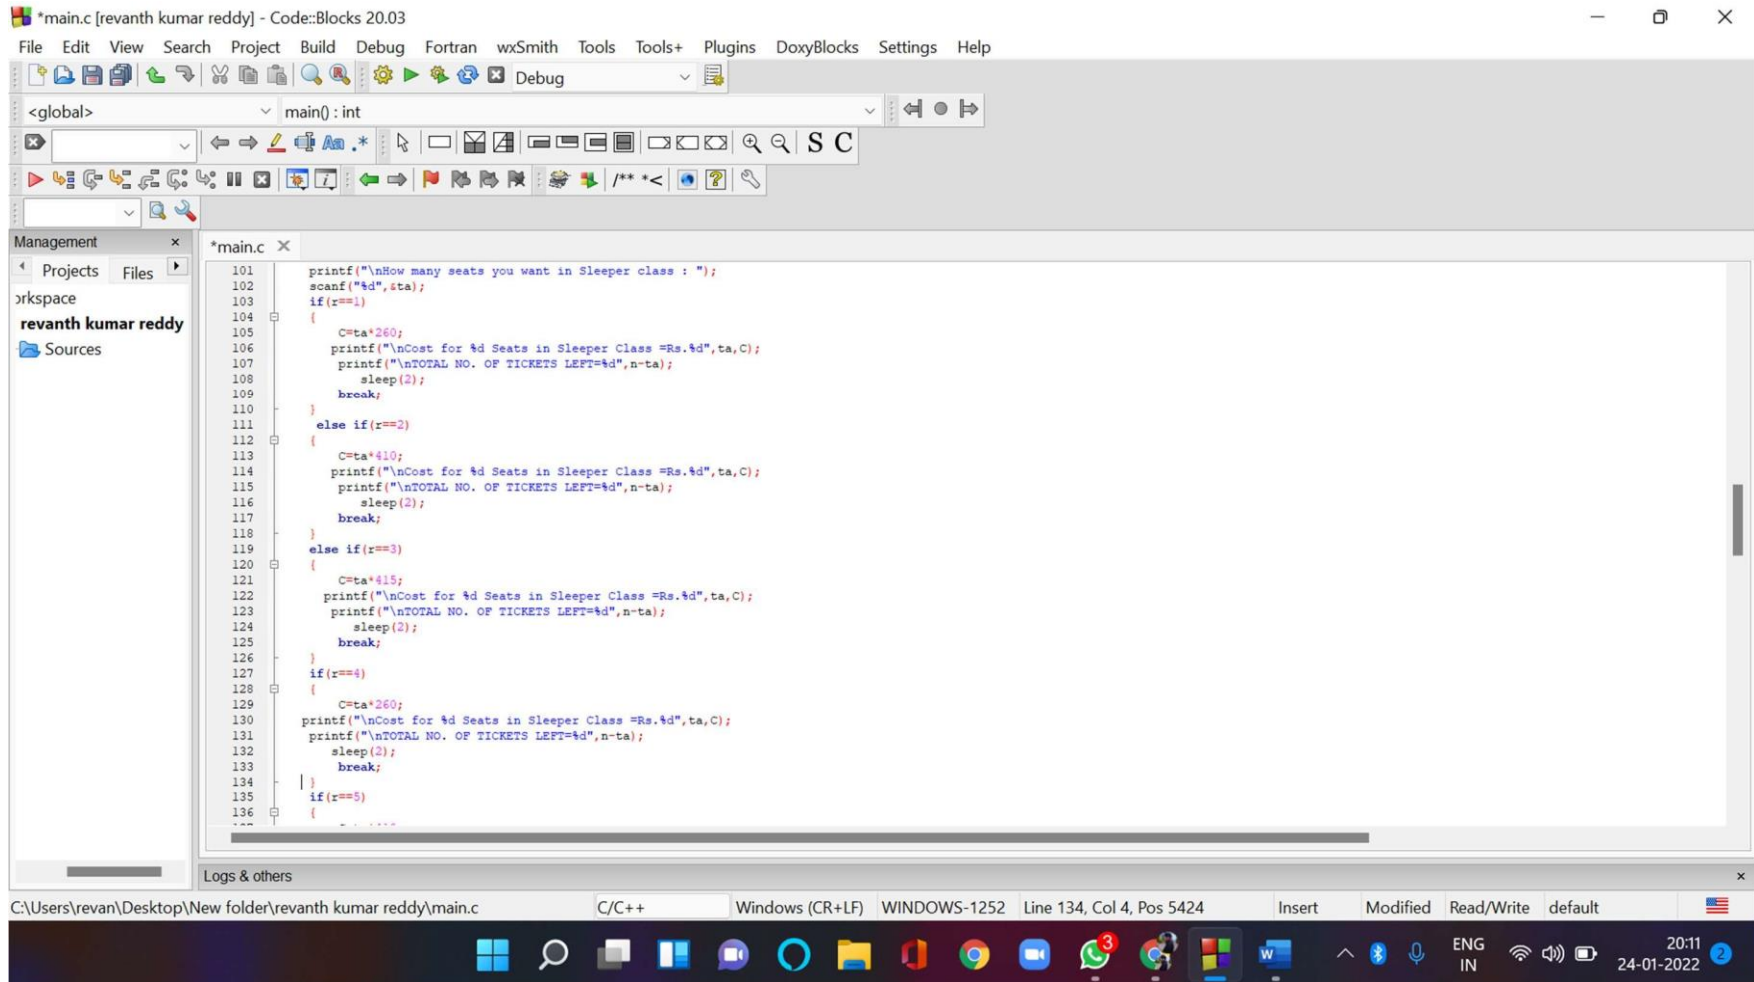 *main.c [revanth kumar reddy] - Code::Blocks 20.03
File Edit View Search Project Build Debug Fortran wxSmith Tools Tools+ Plugins DoxyBlocks Settings Help
Debug
<global> main() : int
Aa .* S C
/** *<
Management ×
*main.c
Projects Files
orkspace
revanth kumar reddy
Sources
101 printf("\nHow many seats you want in Sleeper class : ");
102 scanf("%d",&ta);
103 if(r==1)
104 {
105 C=ta*260;
106 printf("\nCost for %d Seats in Sleeper Class =Rs.%d",ta,C);
107 printf("\nTOTAL NO. OF TICKETS LEFT=%d",n-ta);
108 sleep(2);
109 break;
110 }
111 else if(r==2)
112 {
113 C=ta*410;
114 printf("\nCost for %d Seats in Sleeper Class =Rs.%d",ta,C);
115 printf("\nTOTAL NO. OF TICKETS LEFT=%d",n-ta);
116 sleep(2);
117 break;
118 }
119 else if(r==3)
120 {
121 C=ta*415;
122 printf("\nCost for %d Seats in Sleeper Class =Rs.%d",ta,C);
123 printf("\nTOTAL NO. OF TICKETS LEFT=%d",n-ta);
124 sleep(2);
125 break;
126 }
127 if(r==4)
128 {
129 C=ta*260;
130 printf("\nCost for %d Seats in Sleeper Class =Rs.%d",ta,C);
131 printf("\nTOTAL NO. OF TICKETS LEFT=%d",n-ta);
132 sleep(2);
133 break;
134 }
135 if(r==5)
136 {
Logs & others
C:\Users\revan\Desktop\New folder\revanth kumar reddy\main.c C/C++ Windows (CR+LF) WINDOWS-1252 Line 134, Col 4, Pos 5424 Insert Modified Read/Write default
3
ENG
IN
20:11
24-01-2022
2